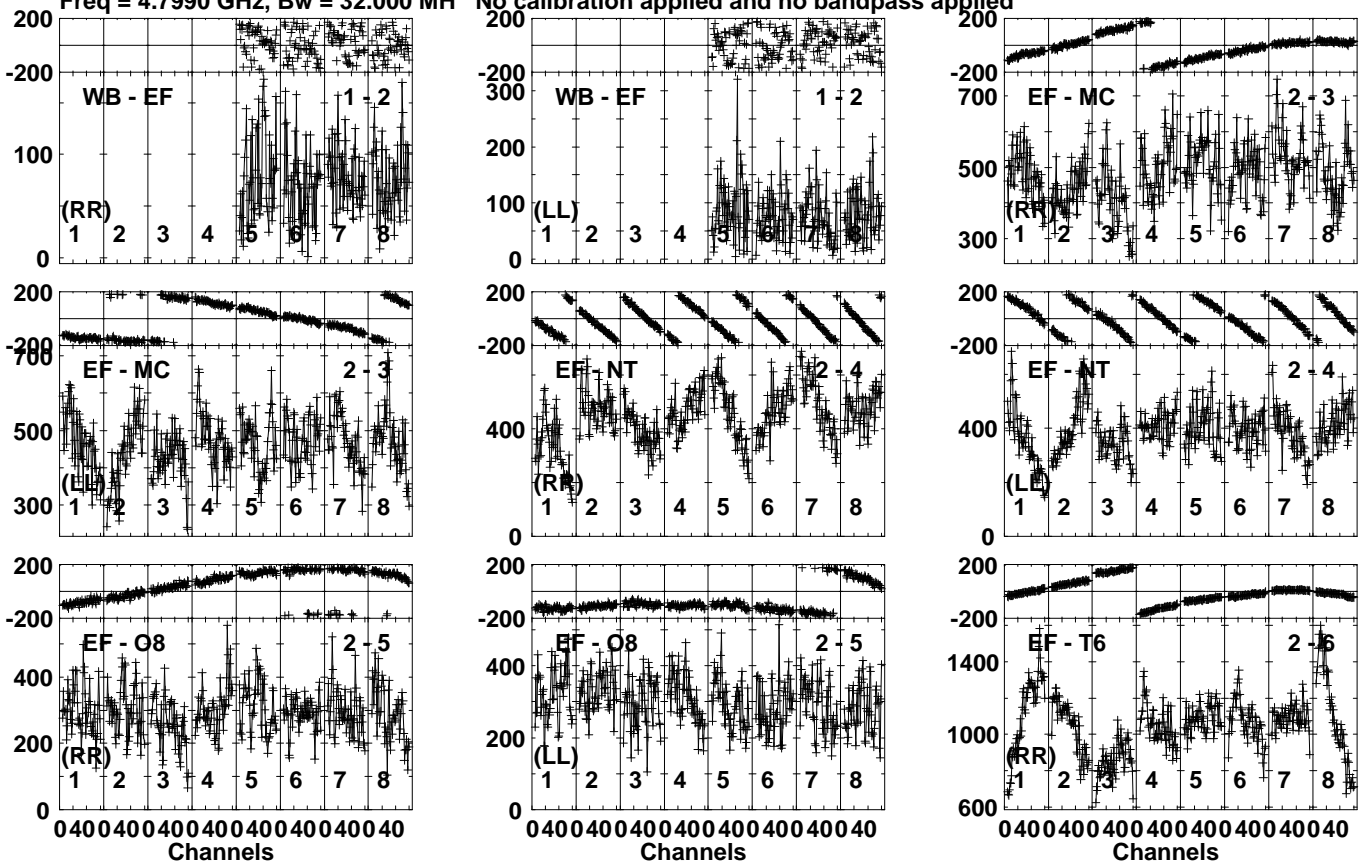 Freq = 4.7990 GHz, Bw = 32.000 MH No calibration applied and no bandpass applied
200
-200
WB - EF 1 - 2
100
(RR)
1 2 3 4 5 6 7 8
0
200
-200
300
WB - EF 1 - 2
200
100
(LL)
1 2 3 4 5 6 7 8
0
200
-200
700
EF - MC 2 - 3
500
(RR)
300
1 2 3 4 5 6 7 8
200
-200
700
EF - MC 2 - 3
500
(LL)
300
1 2 3 4 5 6 7 8
200
-200
EF - NT 2 - 4
400
(RR)
1 2 3 4 5 6 7 8
0
200
-200
EF - NT 2 - 4
400
(LL)
1 2 3 4 5 6 7 8
0
200
-200
EF - O8 2 - 5
400
200
(RR)
1 2 3 4 5 6 7 8
0
0 40 0 40 0 40 0 40 0 40 0 40 0 40 0 40
Channels
200
-200
EF - O8 2 - 5
400
200
(LL)
1 2 3 4 5 6 7 8
0
0 40 0 40 0 40 0 40 0 40 0 40 0 40 0 40
Channels
200
-200
EF - T6 2 - 6
1400
1000
(RR)
600
1 2 3 4 5 6 7 8
0 40 0 40 0 40 0 40 0 40 0 40 0 40 0 40
Channels